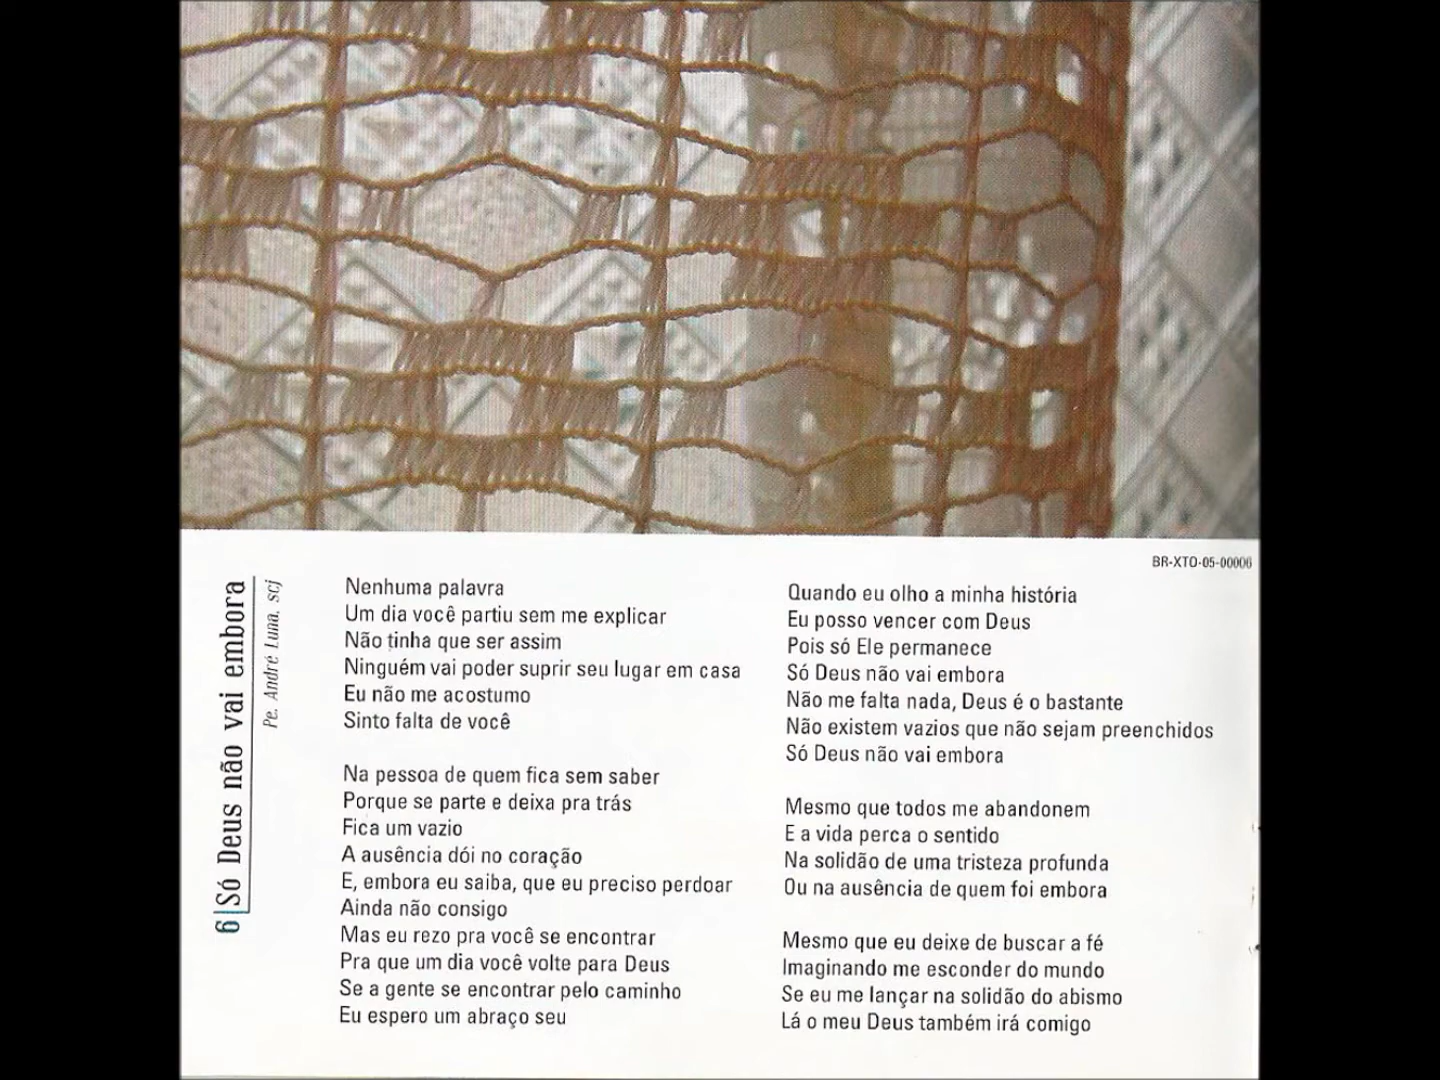 BR-XTO-05-00006
6 Só Deus não vai embora
Pe. André Luna, scj
Nenhuma palavra
Um dia você partiu sem me explicar
Não tinha que ser assim
Ninguém vai poder suprir seu lugar em casa
Eu não me acostumo
Sinto falta de você
Na pessoa de quem fica sem saber
Porque se parte e deixa pra trás
Fica um vazio
A ausência dói no coração
E, embora eu saiba, que eu preciso perdoar
Ainda não consigo
Mas eu rezo pra você se encontrar
Pra que um dia você volte para Deus
Se a gente se encontrar pelo caminho
Eu espero um abraço seu
Quando eu olho a minha história
Eu posso vencer com Deus
Pois só Ele permanece
Só Deus não vai embora
Não me falta nada, Deus é o bastante
Não existem vazios que não sejam preenchidos
Só Deus não vai embora
Mesmo que todos me abandonem
E a vida perca o sentido
Na solidão de uma tristeza profunda
Ou na ausência de quem foi embora
Mesmo que eu deixe de buscar a fé
Imaginando me esconder do mundo
Se eu me lançar na solidão do abismo
Lá o meu Deus também irá comigo